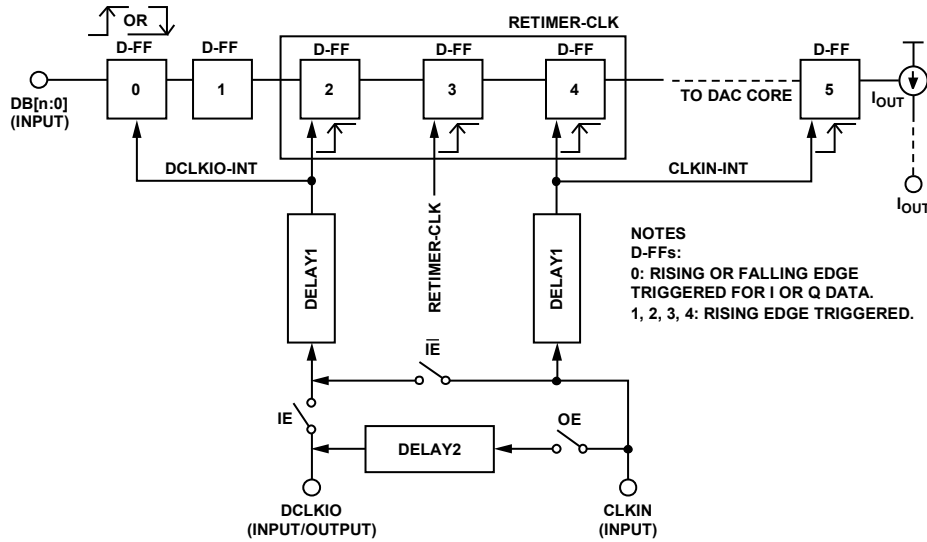 OR
RETIMER-CLK
D-FF
D-FF
D-FF
D-FF
D-FF
D-FF
0
1
2
3
4
5
DB[n:0]
(INPUT)
TO DAC CORE
I_OUT
DCLKIO-INT
CLKIN-INT
I_OUT
DELAY1
RETIMER-CLK
DELAY1
NOTES
D-FFs:
0: RISING OR FALLING EDGE
TRIGGERED FOR I OR Q DATA.
1, 2, 3, 4: RISING EDGE TRIGGERED.
I̅E̅
IE
OE
DELAY2
DCLKIO
(INPUT/OUTPUT)
CLKIN
(INPUT)